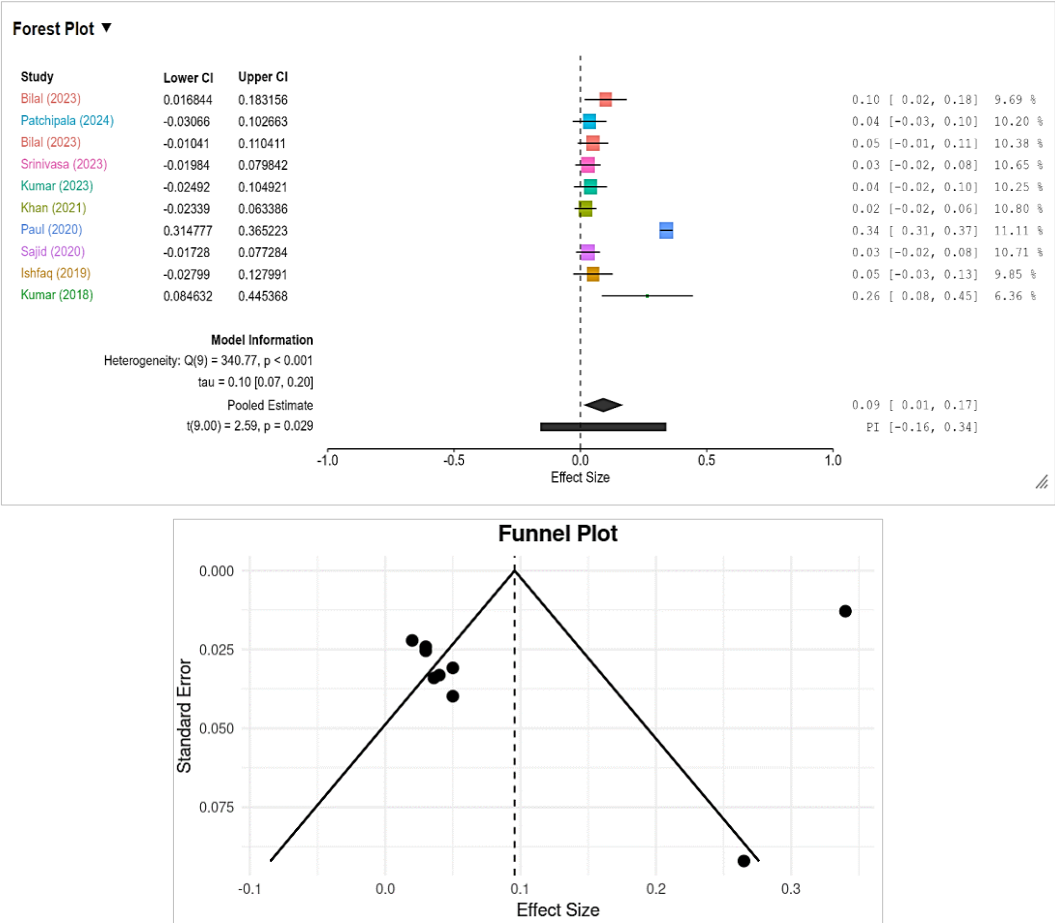 Forest Plot ▼
Study Lower CI Upper CI
Bilal (2023) 0.016844 0.183156 0.10 [ 0.02, 0.18] 9.69 %
Patchipala (2024) -0.03066 0.102663 0.04 [-0.03, 0.10] 10.20 %
Bilal (2023) -0.01041 0.110411 0.05 [-0.01, 0.11] 10.38 %
Srinivasa (2023) -0.01984 0.079842 0.03 [-0.02, 0.08] 10.65 %
Kumar (2023) -0.02492 0.104921 0.04 [-0.02, 0.10] 10.25 %
Khan (2021) -0.02339 0.063386 0.02 [-0.02, 0.06] 10.80 %
Paul (2020) 0.314777 0.365223 0.34 [ 0.31, 0.37] 11.11 %
Sajid (2020) -0.01728 0.077284 0.03 [-0.02, 0.08] 10.71 %
Ishfaq (2019) -0.02799 0.127991 0.05 [-0.03, 0.13] 9.85 %
Kumar (2018) 0.084632 0.445368 0.26 [ 0.08, 0.45] 6.36 %
Model Information
Heterogeneity: Q(9) = 340.77, p < 0.001
tau = 0.10 [0.07, 0.20]
Pooled Estimate 0.09 [ 0.01, 0.17]
t(9.00) = 2.59, p = 0.029 PI [-0.16, 0.34]
-1.0 -0.5 0.0 0.5 1.0
Effect Size
Funnel Plot
0.000
0.025
0.050
0.075
Standard Error
-0.1 0.0 0.1 0.2 0.3
Effect Size